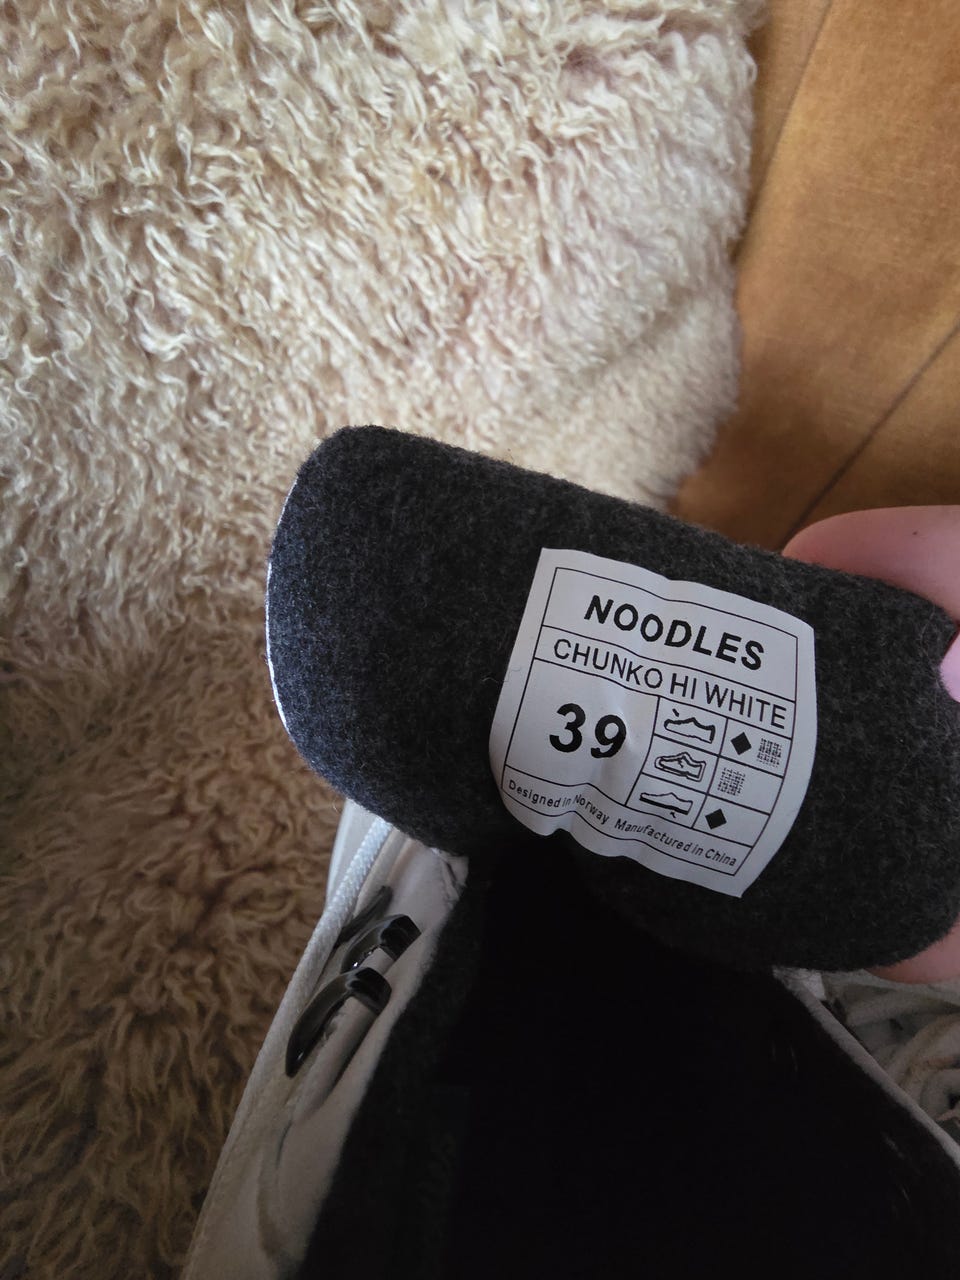 NOODLES
CHUNKO HI WHITE
39
Designed in Norway Manufactured in China